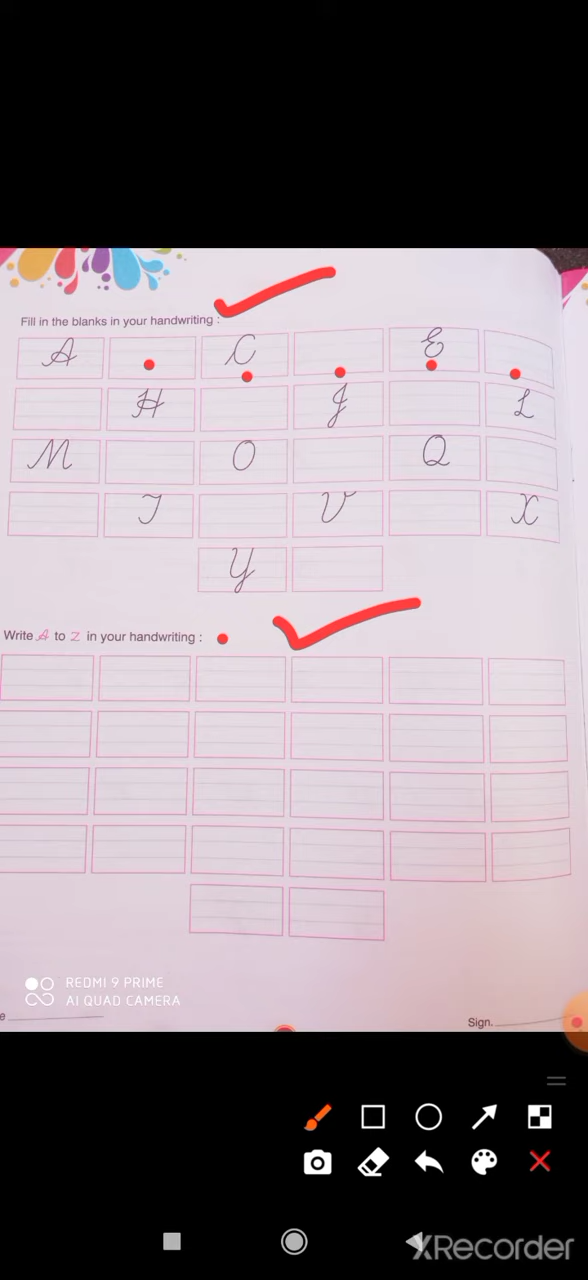 Fill in the blanks in your handwriting :
A C E
H J L
M O Q
T V X
Y
Write A to Z in your handwriting :
REDMI 9 PRIME
AI QUAD CAMERA
e
Sign.
XRecorder